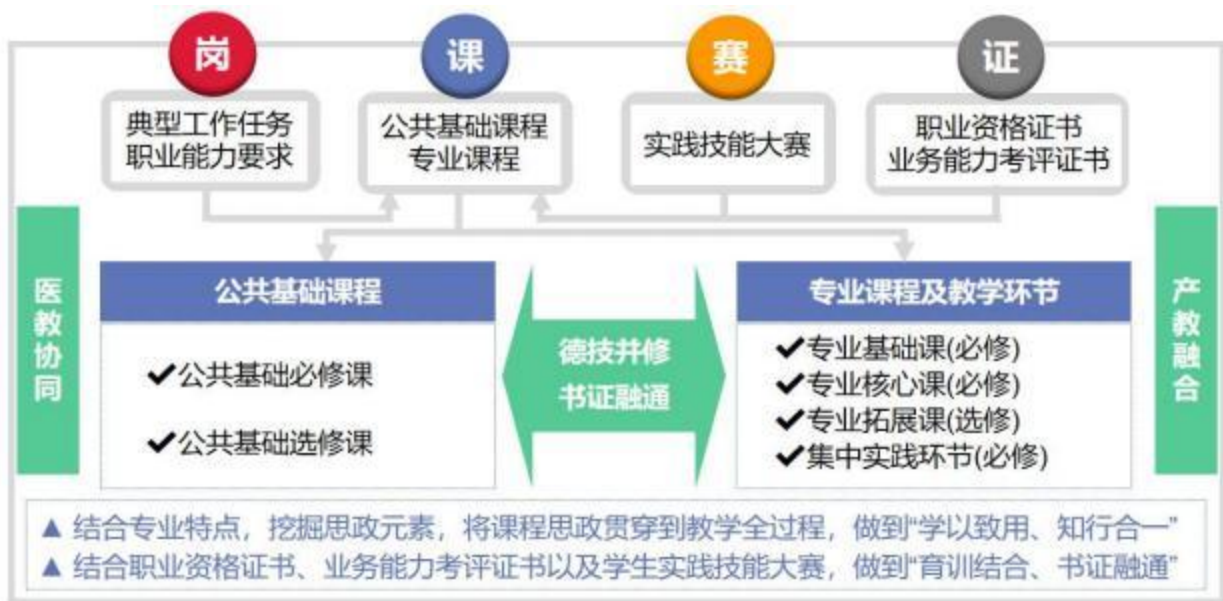 岗
课
赛
证
典型工作任务
职业能力要求
公共基础课程
专业课程
实践技能大赛
职业资格证书
业务能力考评证书
医教协同
公共基础课程
✔公共基础必修课
✔公共基础选修课
德技并修
书证融通
专业课程及教学环节
✔专业基础课(必修)
✔专业核心课(必修)
✔专业拓展课(选修)
✔集中实践环节(必修)
产教融合
▲ 结合专业特点，挖掘思政元素，将课程思政贯穿到教学全过程，做到“学以致用、知行合一”
▲ 结合职业资格证书、业务能力考评证书以及学生实践技能大赛，做到“育训结合、书证融通”